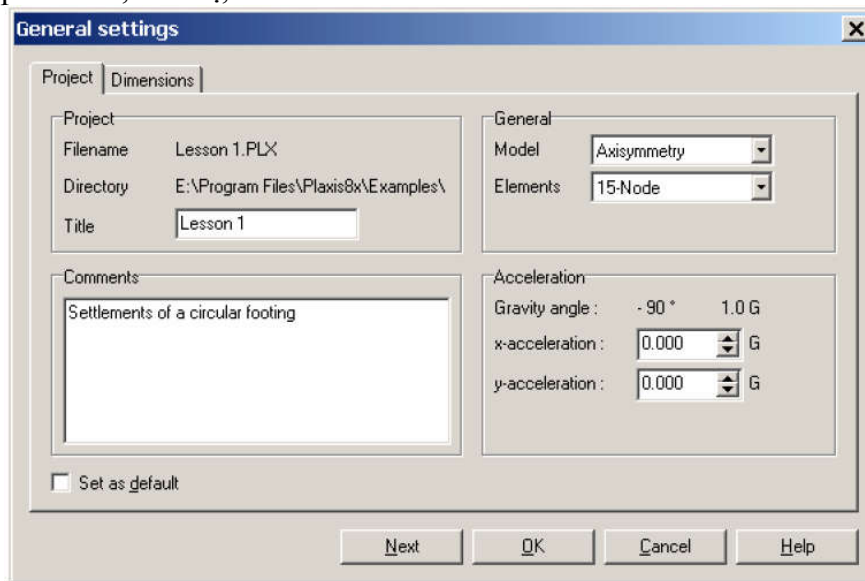 General settings
Project Dimensions
Project
Filename Lesson 1.PLX
Directory E:\Program Files\Plaxis8x\Examples\
Title Lesson 1
General
Model Axisymmetry
Elements 15-Node
Comments
Settlements of a circular footing
Acceleration
Gravity angle : - 90 ° 1.0 G
x-acceleration : 0.000 G
y-acceleration : 0.000 G
Set as default
Next OK Cancel Help